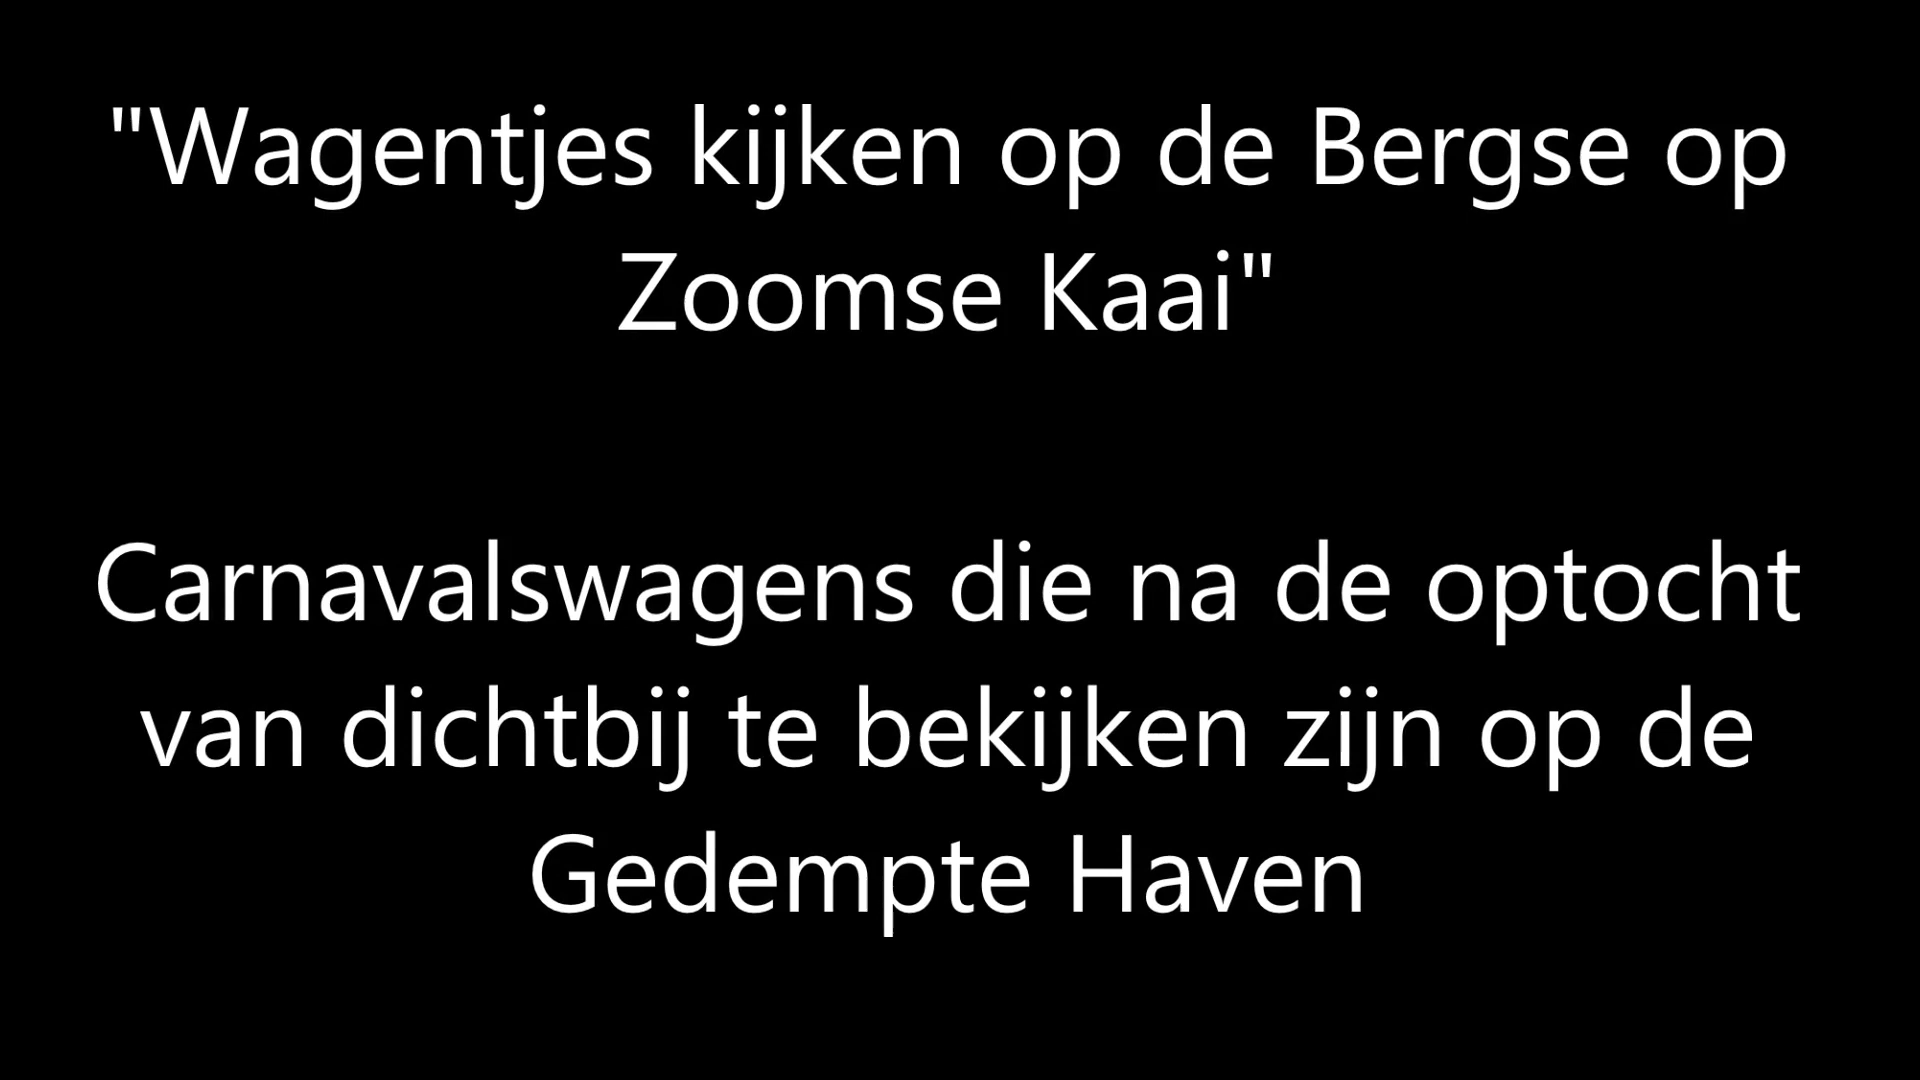 "Wagentjes kijken op de Bergse op
Zoomse Kaai"
Carnavalswagens die na de optocht
van dichtbij te bekijken zijn op de
Gedempte Haven